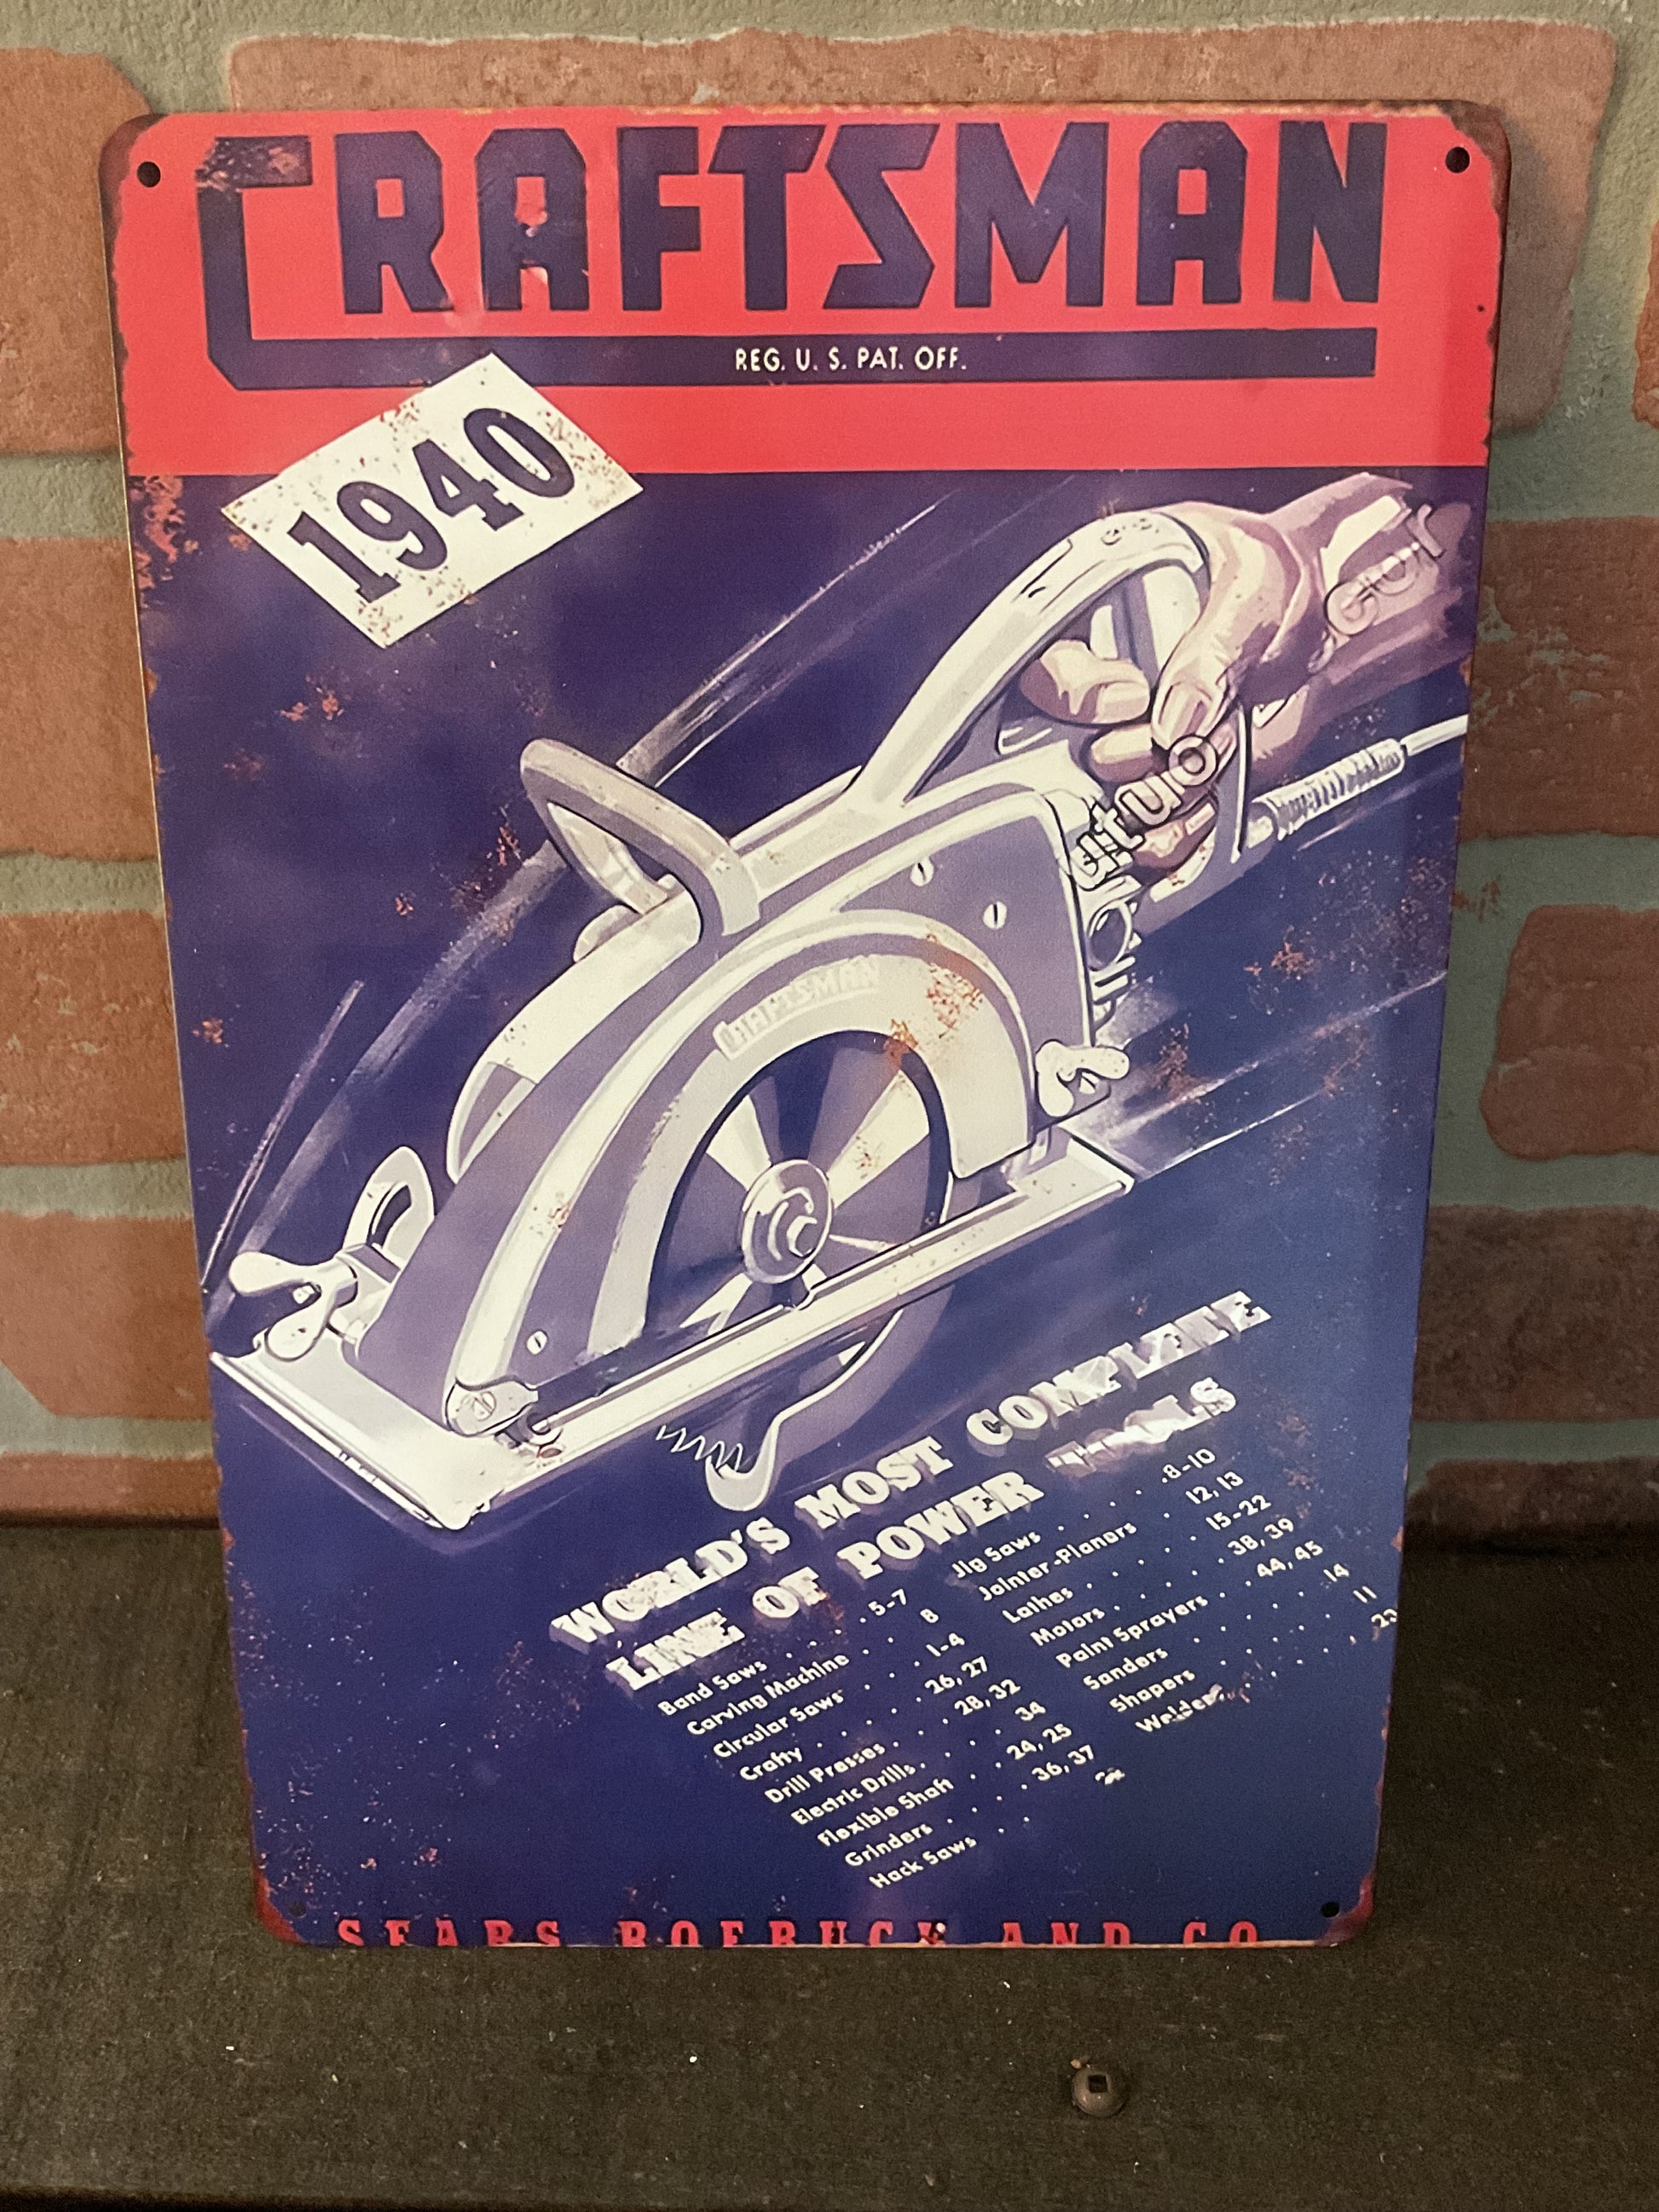 CRAFTSMAN
REG. U. S. PAT. OFF.
1940
CRAFTSMAN
WORLD'S MOST COMPLETE
LINE OF POWER TOOLS
Band Saws . . . . . 5-7
Carving Machine . . . 8
Circular Saws . . . . 1-4
Crafty . . . . . 26, 27
Drill Presses . . . 28, 32
Electric Drills . . . . 34
Flexible Shaft . . . 24, 25
Grinders . . . . 36, 37
Hack Saws . . .
Jig Saws . . . . . 8-10
Jointer-Planors . . 12, 13
Lathes . . . . . 15-22
Motors . . . . . 38, 39
Paint Sprayers . . 44, 45
Sanders . . . . . 14
Shapers . . . . . 11
Welders . . . . . 23
SEARS ROEBUCK AND CO